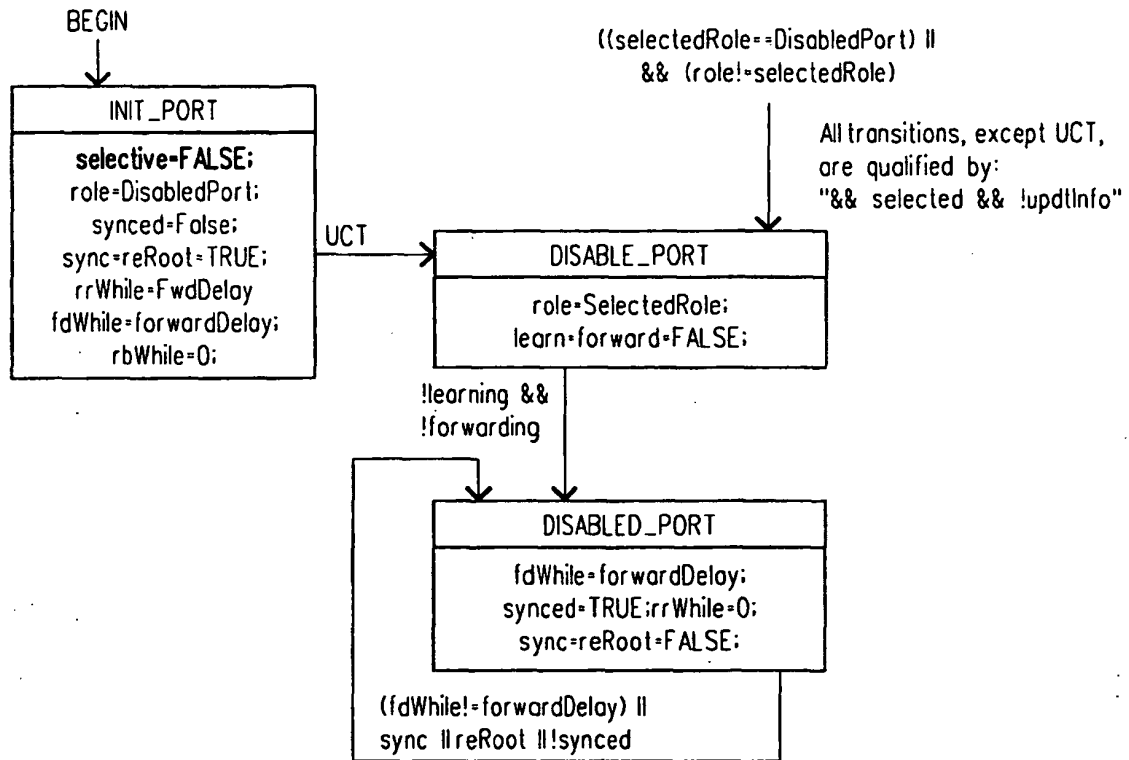 BEGIN
((selectedRole==DisabledPort) ||
&& (role!=selectedRole)
INIT_PORT
selective=FALSE;
role=DisabledPort;
synced=False;
sync=reRoot=TRUE;
rrWhile=FwdDelay
fdWhile=forwardDelay;
rbWhile=0;
All transitions, except UCT,
are qualified by:
"&& selected && !updtInfo"
UCT
DISABLE_PORT
role=SelectedRole;
learn=forward=FALSE;
!learning &&
!forwarding
DISABLED_PORT
fdWhile=forwardDelay;
synced=TRUE;rrWhile=0;
sync=reRoot=FALSE;
(fdWhile!=forwardDelay) ||
sync ||reRoot ||!synced